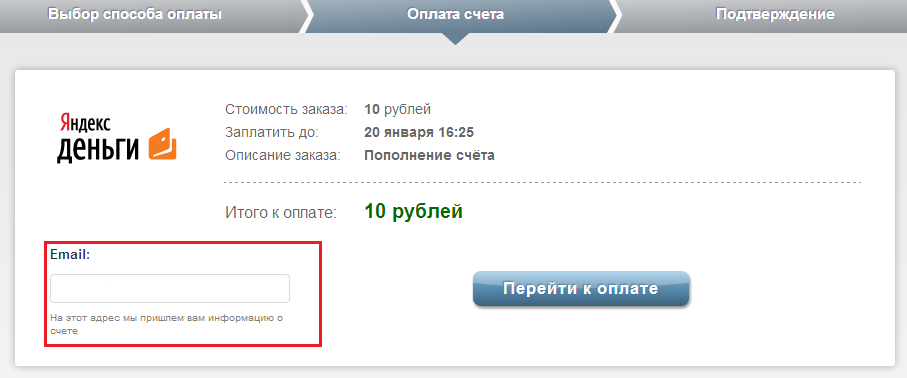 Выбор способа оплаты
Оплата счета
Подтверждение
Яндекс
деньги
Стоимость заказа: 10 рублей
Заплатить до: 20 января 16:25
Описание заказа: Пополнение счёта
Итого к оплате: 10 рублей
Email:
Перейти к оплате
На этот адрес мы пришлем вам информацию о
счете